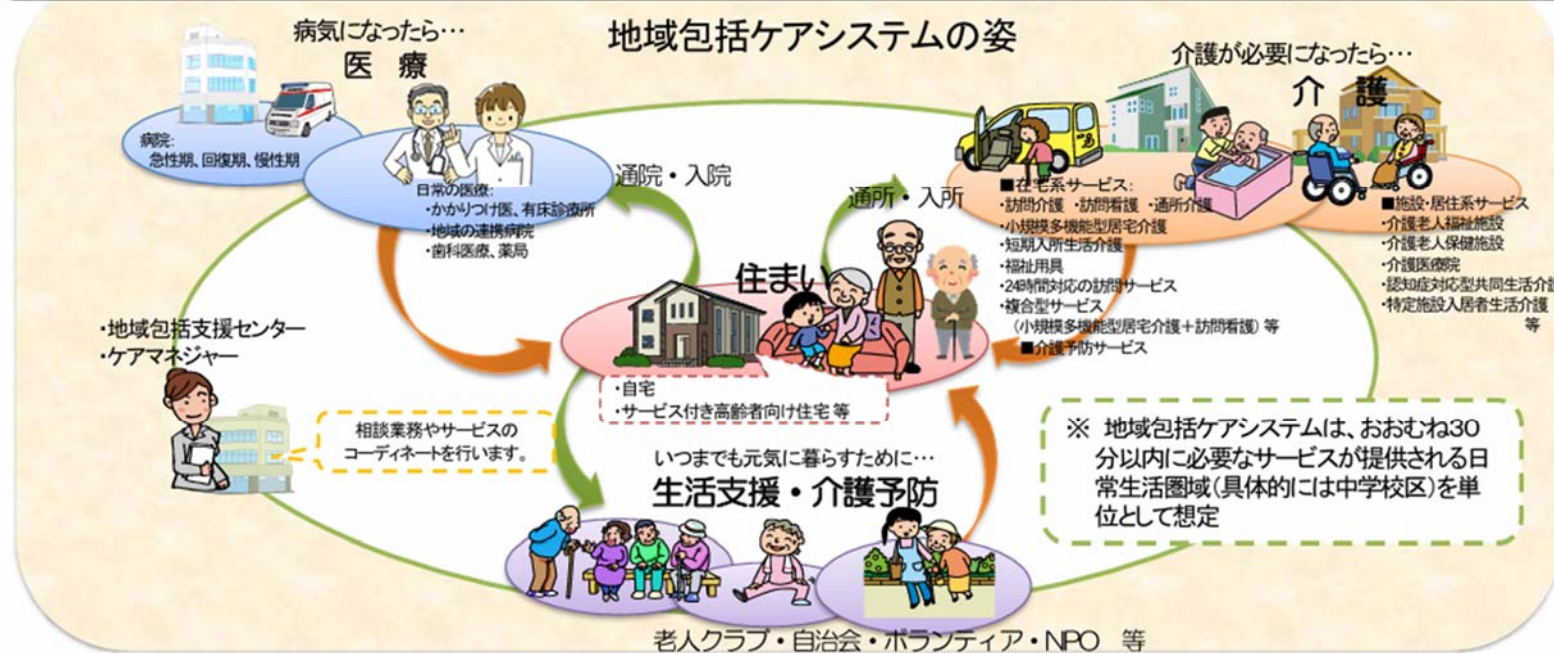 地域包括ケアシステムの姿
病気になったら…
医 療
病院:
急性期、回復期、慢性期
日常の医療:
・かかりつけ医、有床診療所
・地域の連携病院
・歯科医療、薬局
通院・入院
通所・入所
介護が必要になったら…
介 護
■在宅系サービス:
・訪問介護 ・訪問看護 ・通所介護
・小規模多機能型居宅介護
・短期入所生活介護
・福祉用具
・24時間対応の訪問サービス
・複合型サービス
(小規模多機能型居宅介護+訪問看護)等
■介護予防サービス
■施設・居住系サービス
・介護老人福祉施設
・介護老人保健施設
・介護医療院
・認知症対応型共同生活介護
・特定施設入居者生活介護
等
住まい
・自宅
・サービス付き高齢者向け住宅 等
・地域包括支援センター
・ケアマネジャー
相談業務やサービスの
コーディネートを行います。
いつまでも元気に暮らすために…
生活支援・介護予防
老人クラブ・自治会・ボランティア・NPO 等
※ 地域包括ケアシステムは、おおむね30
分以内に必要なサービスが提供される日
常生活圏域(具体的には中学校区)を単
位として想定